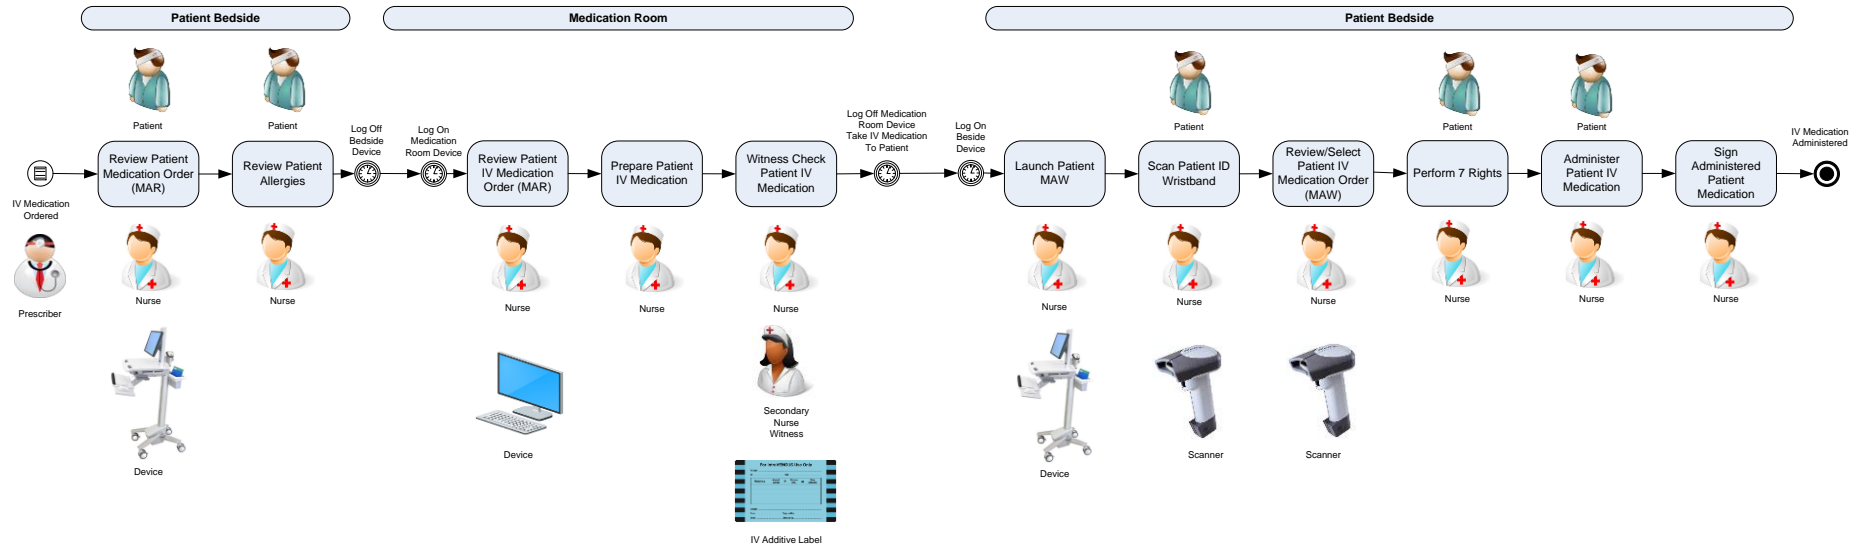 Patient Bedside
Medication Room
Patient Bedside
Patient
Patient
Patient
Patient
Patient
Log Off
Bedside
Device
Log On
Medication
Room Device
Log Off Medication
Room Device
Take IV Medication
To Patient
Log On
Beside
Device
IV Medication
Administered
IV Medication
Ordered
Review Patient
Medication Order
(MAR)
Review Patient
Allergies
Review Patient
IV Medication
Order (MAR)
Prepare Patient
IV Medication
Witness Check
Patient IV
Medication
Launch Patient
MAW
Scan Patient ID
Wristband
Review/Select
Patient IV
Medication Order
(MAW)
Perform 7 Rights
Administer
Patient IV
Medication
Sign
Administered
Patient
Medication
Prescriber
Nurse
Nurse
Nurse
Nurse
Nurse
Nurse
Nurse
Nurse
Nurse
Nurse
Nurse
Secondary
Nurse
Witness
Device
Device
Device
Scanner
Scanner
For IntraVENOUS Use Only
IV Additive Label